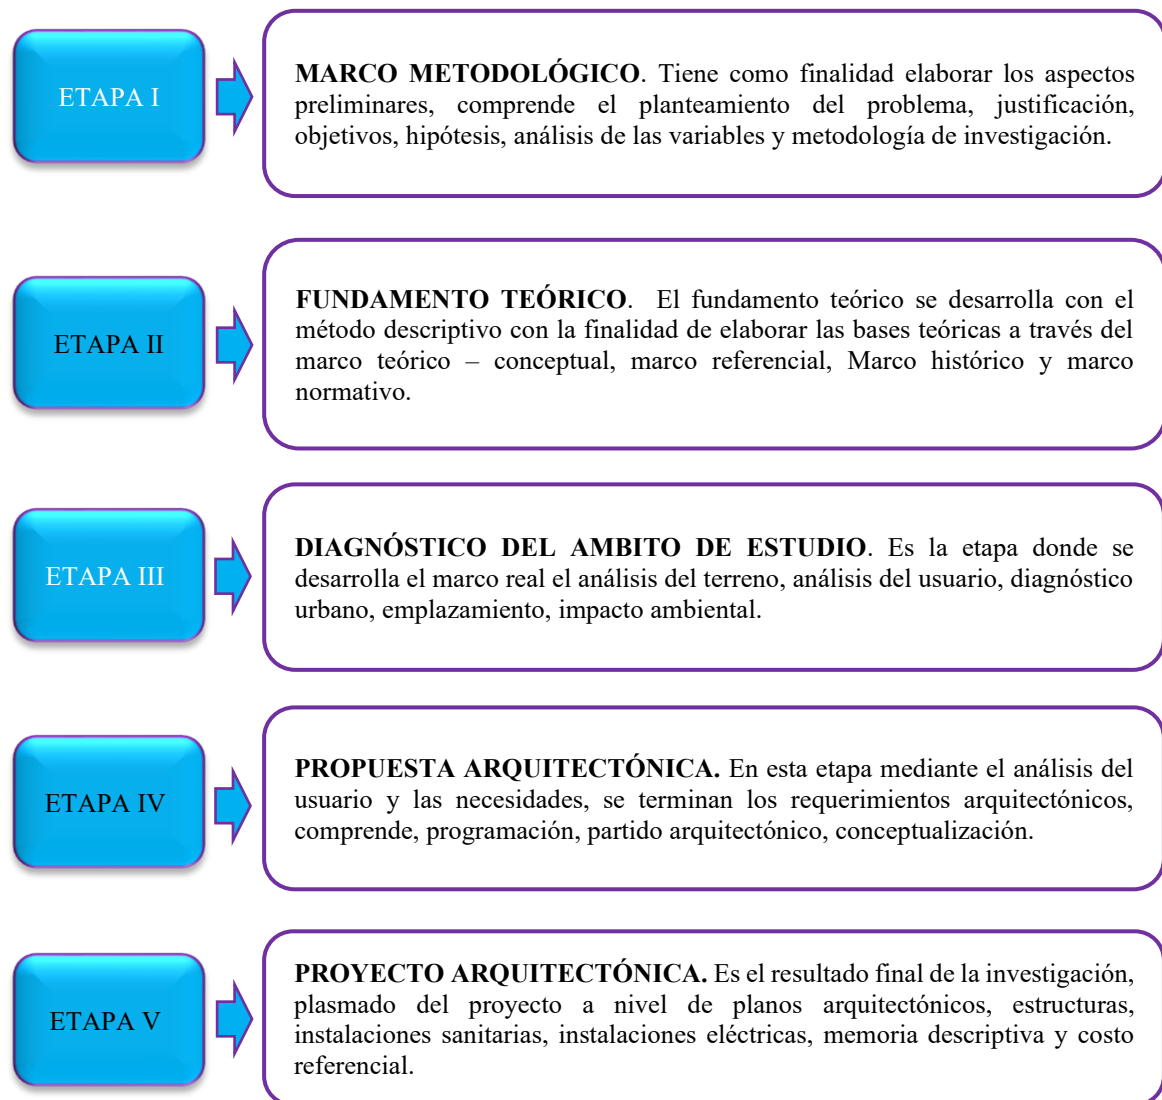 ETAPA I
MARCO METODOLÓGICO. Tiene como finalidad elaborar los aspectos
preliminares, comprende el planteamiento del problema, justificación,
objetivos, hipótesis, análisis de las variables y metodología de investigación.
ETAPA II
FUNDAMENTO TEÓRICO. El fundamento teórico se desarrolla con el
método descriptivo con la finalidad de elaborar las bases teóricas a través del
marco teórico – conceptual, marco referencial, Marco histórico y marco
normativo.
ETAPA III
DIAGNÓSTICO DEL AMBITO DE ESTUDIO. Es la etapa donde se
desarrolla el marco real el análisis del terreno, análisis del usuario, diagnóstico
urbano, emplazamiento, impacto ambiental.
ETAPA IV
PROPUESTA ARQUITECTÓNICA. En esta etapa mediante el análisis del
usuario y las necesidades, se terminan los requerimientos arquitectónicos,
comprende, programación, partido arquitectónico, conceptualización.
ETAPA V
PROYECTO ARQUITECTÓNICA. Es el resultado final de la investigación,
plasmado del proyecto a nivel de planos arquitectónicos, estructuras,
instalaciones sanitarias, instalaciones eléctricas, memoria descriptiva y costo
referencial.